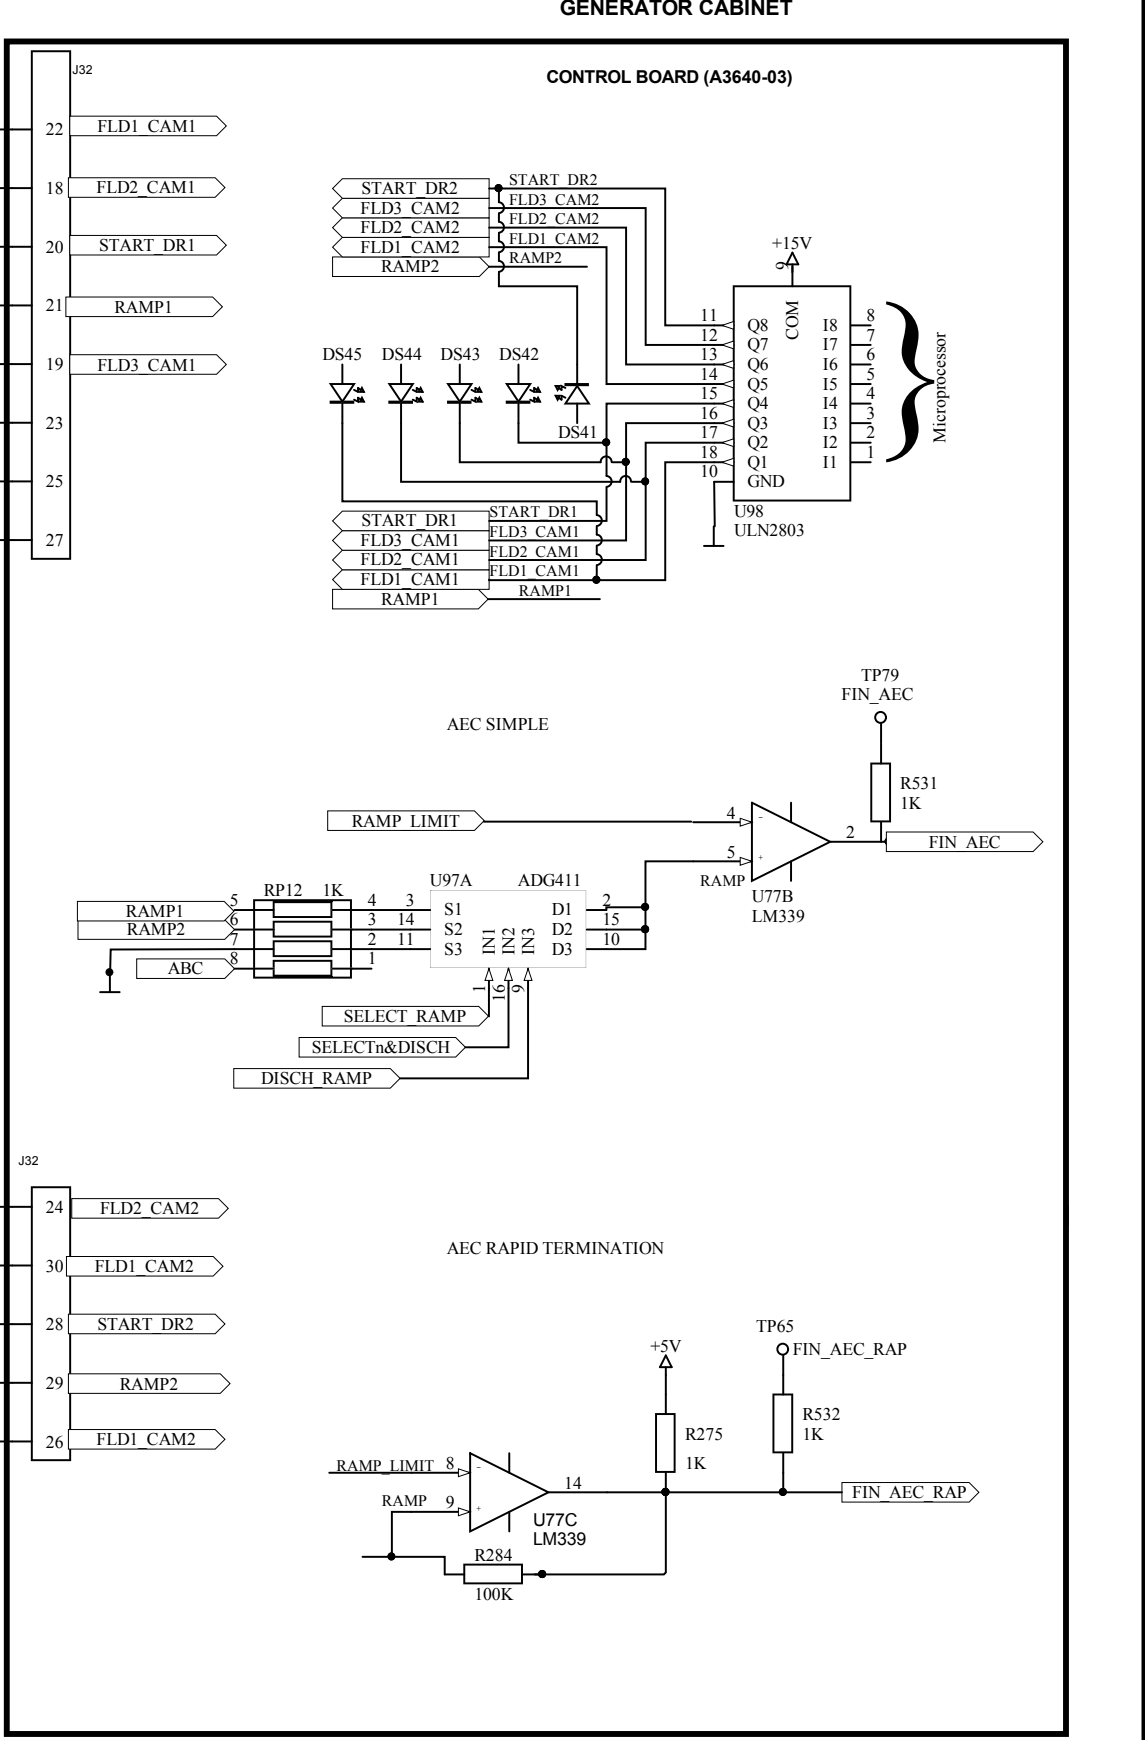 GENERATOR CABINET
CONTROL BOARD (A3640-03)
J32
22 FLD1_CAM1
18 FLD2_CAM1
20 START_DR1
21 RAMP1
19 FLD3_CAM1
23
25
27
START_DR2 START_DR2
FLD3_CAM2 FLD3_CAM2
FLD2_CAM2 FLD2_CAM2
FLD1_CAM2 FLD1_CAM2
RAMP2 RAMP2
+15V
9
COM
11 Q8 I8 8
12 Q7 I7 7
13 Q6 I6 6
14 Q5 I5 5
15 Q4 I4 4
16 Q3 I3 3
17 Q2 I2 2
18 Q1 I1 1
10 GND
Microprocessor
U98
ULN2803
DS45 DS44 DS43 DS42
DS41
START_DR1 START_DR1
FLD3_CAM1 FLD3_CAM1
FLD2_CAM1 FLD2_CAM1
FLD1_CAM1 FLD1_CAM1
RAMP1 RAMP1
AEC SIMPLE
TP79
FIN_AEC
R531
1K
RAMP_LIMIT 4 -
2 FIN_AEC
5 +
RAMP
U77B
LM339
U97A ADG411
RP12 1K
RAMP1 5 4 3 S1 D1 2
RAMP2 6 3 14 S2 D2 15
7 2 11 S3 D3 10
ABC 8 1
IN1 IN2 IN3
1 16 9
SELECT_RAMP
SELECTn&DISCH
DISCH_RAMP
J32
24 FLD2_CAM2
30 FLD1_CAM2
28 START_DR2
29 RAMP2
26 FLD1_CAM2
AEC RAPID TERMINATION
+5V
TP65
FIN_AEC_RAP
R275
1K
R532
1K
RAMP_LIMIT 8 -
14 FIN_AEC_RAP
RAMP 9 +
U77C
LM339
R284
100K